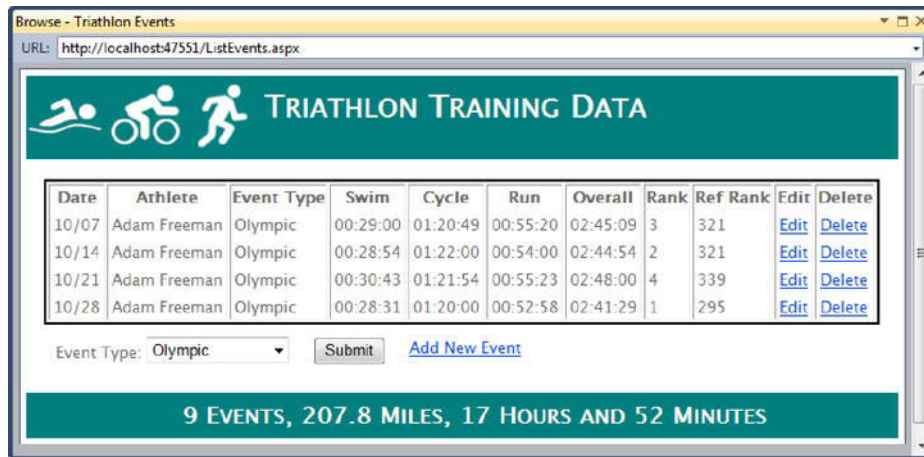 Browse - Triathlon Events
URL: http://localhost:47551/ListEvents.aspx
TRIATHLON TRAINING DATA
Date Athlete Event Type Swim Cycle Run Overall Rank Ref Rank Edit Delete
10/07 Adam Freeman Olympic 00:29:00 01:20:49 00:55:20 02:45:09 3 321 Edit Delete
10/14 Adam Freeman Olympic 00:28:54 01:22:00 00:54:00 02:44:54 2 321 Edit Delete
10/21 Adam Freeman Olympic 00:30:43 01:21:54 00:55:23 02:48:00 4 339 Edit Delete
10/28 Adam Freeman Olympic 00:28:31 01:20:00 00:52:58 02:41:29 1 295 Edit Delete
Event Type: Olympic Submit Add New Event
9 EVENTS, 207.8 MILES, 17 HOURS AND 52 MINUTES